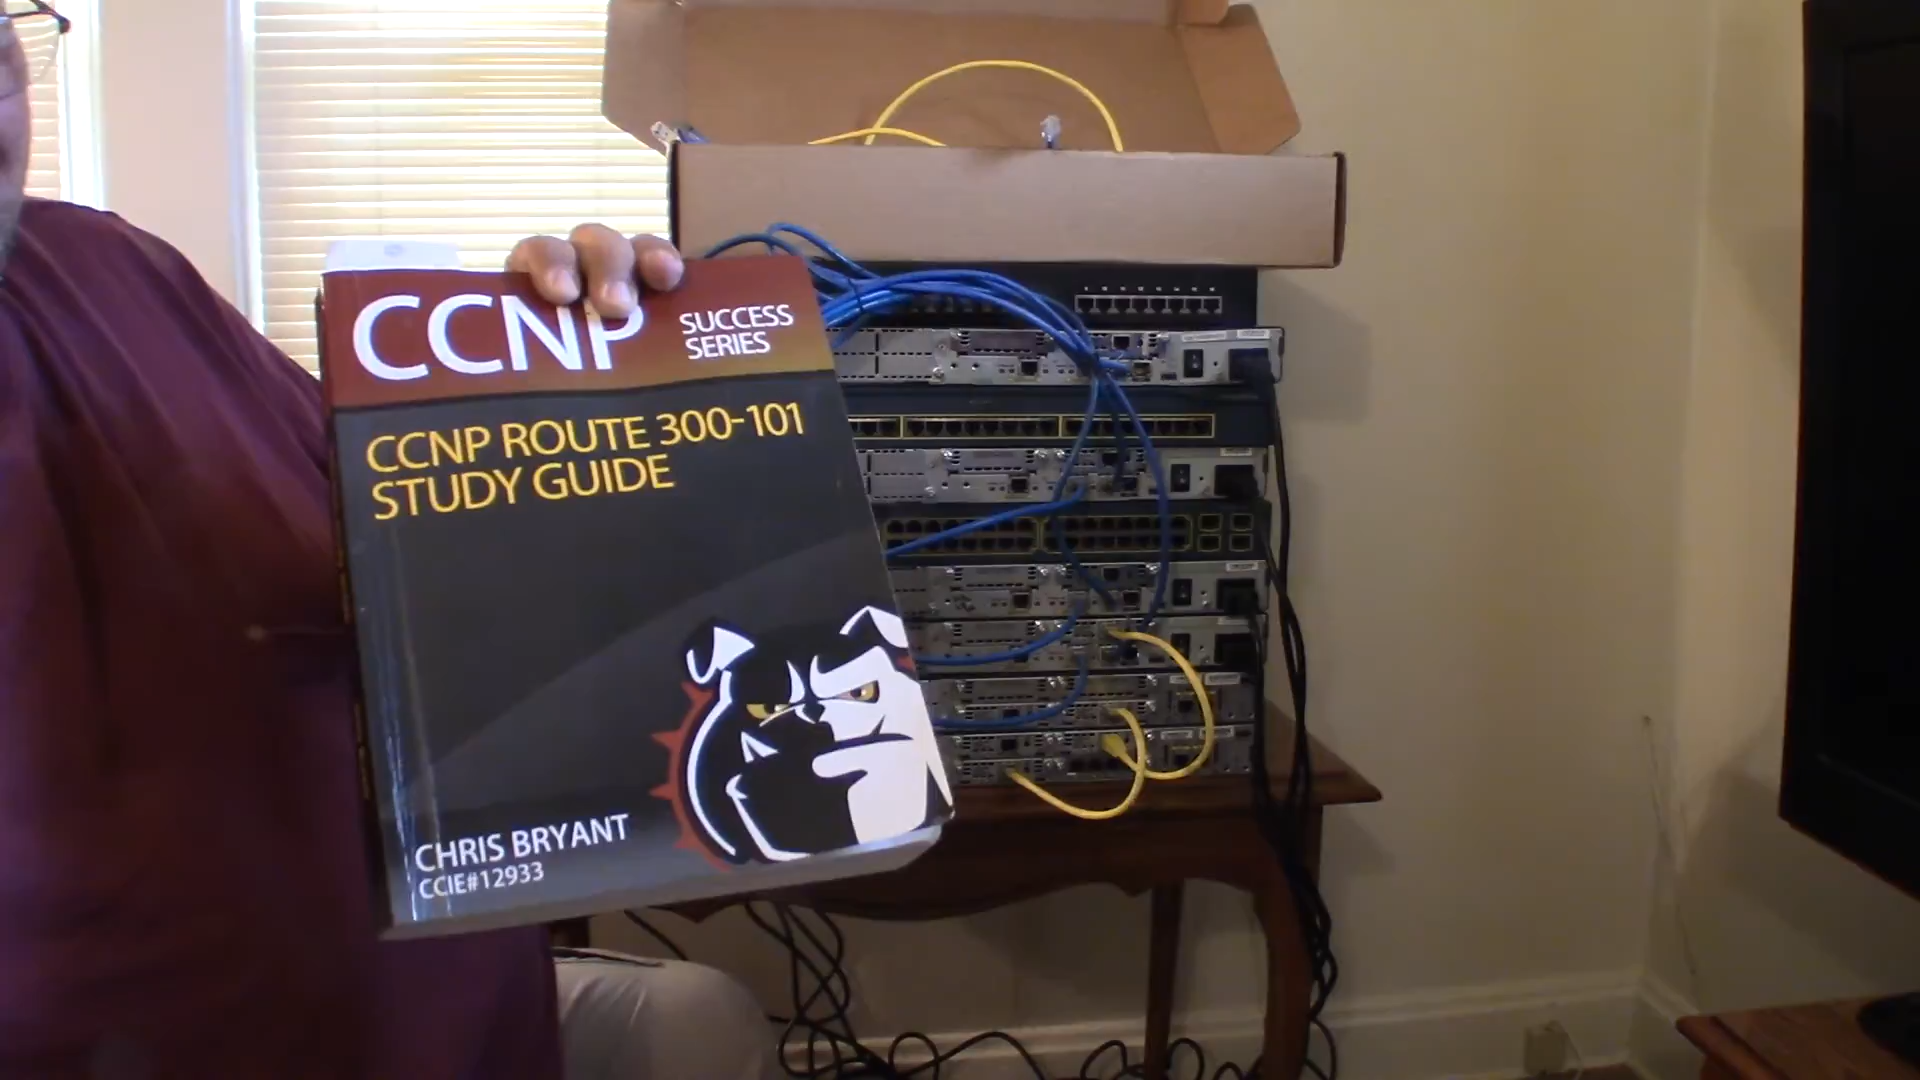 CCNP
SUCCESS
SERIES
CCNP ROUTE 300-101
STUDY GUIDE
CHRIS BRYANT
CCIE#12933